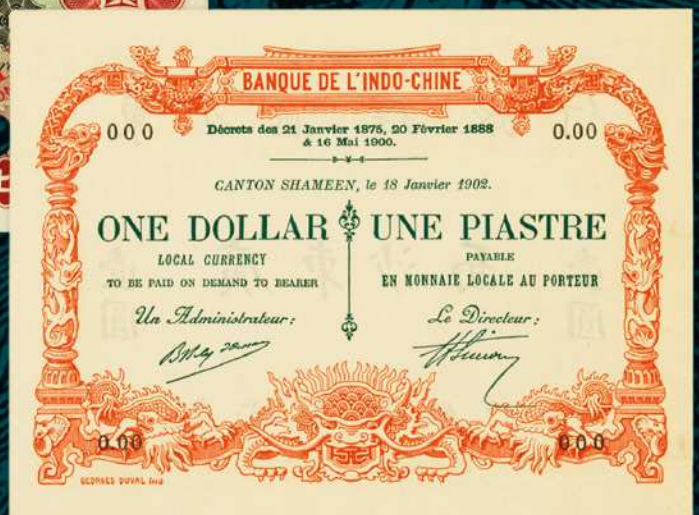 BANQUE DE L'INDO-CHINE
000
Décrets des 21 Janvier 1875, 20 Février 1888
& 16 Mai 1900.
0.00
CANTON SHAMEEN, le 18 Janvier 1902.
ONE DOLLAR
LOCAL CURRENCY
TO BE PAID ON DEMAND TO BEARER
Un Administrateur:
UNE PIASTRE
PAYABLE
EN MONNAIE LOCALE AU PORTEUR
Le Directeur:
0.00
000
GEORGES DUVAL